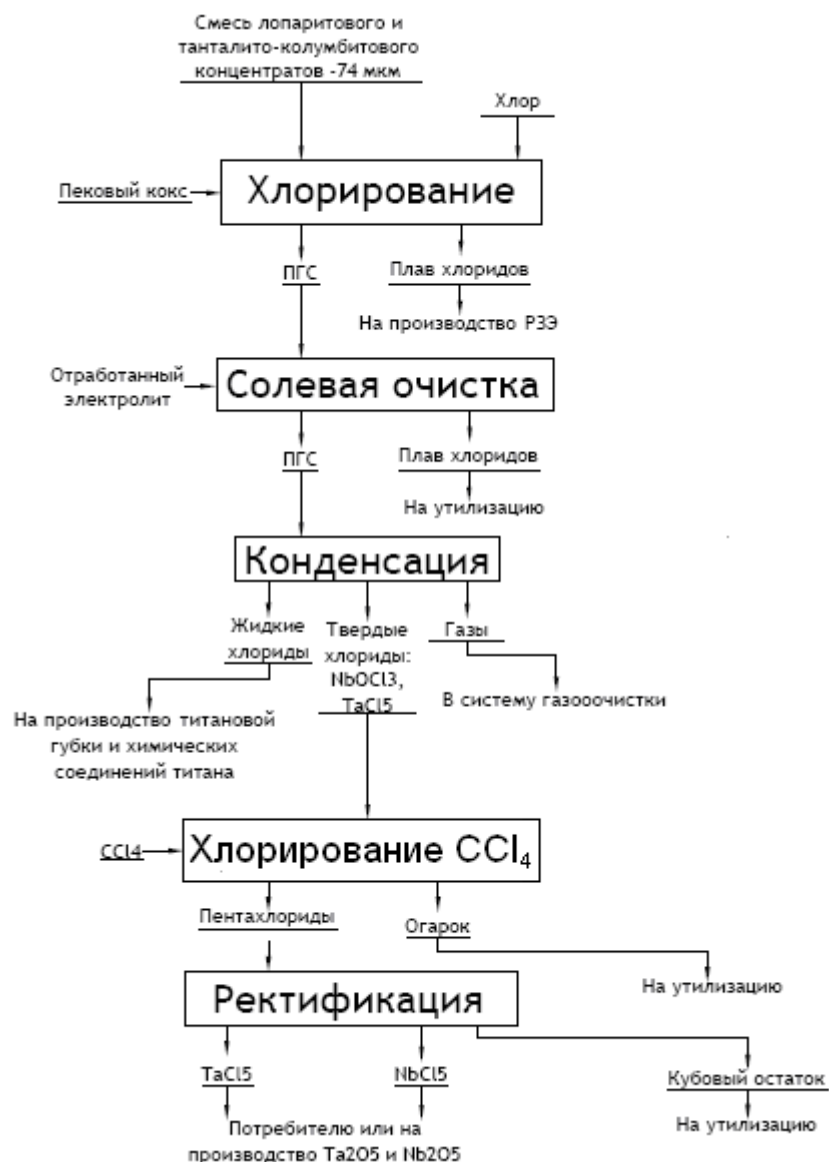 Смесь лопаритового и
танталито-колумбитового
концентратов -74 мкм
Хлор
Пековый кокс
Хлорирование
ПГС
Плав хлоридов
На производство РЗЭ
Отработанный
электролит
Солевая очистка
ПГС
Плав хлоридов
На утилизацию
Конденсация
Жидкие
хлориды
Твердые
хлориды:
NbOCl3,
TaCl5
Газы
В систему газооочистки
На производство титановой
губки и химических
соединений титана
CCl4
Хлорирование CCl₄
Пентахлориды
Огарок
На утилизацию
Ректификация
TaCl5
NbCl5
Кубовый остаток
Потребителю или на
производство Ta2O5 и Nb2O5
На утилизацию